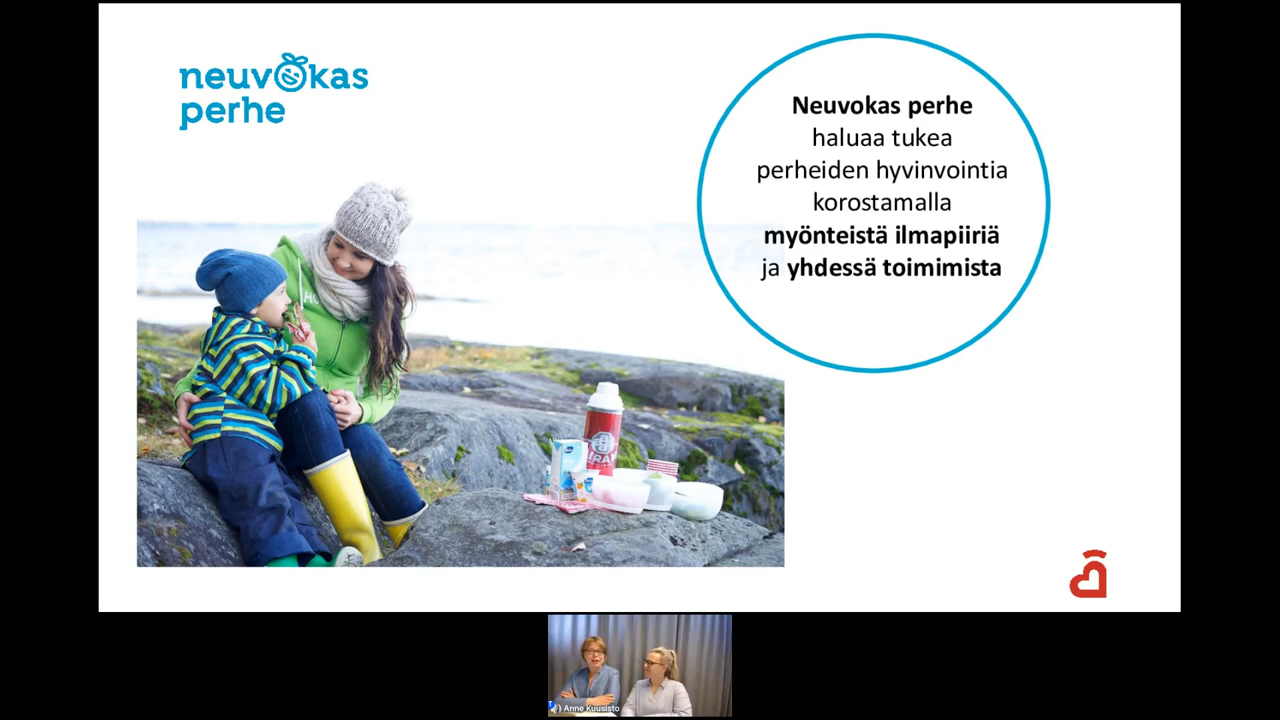 neuvokas
perhe
Neuvokas perhe
haluaa tukea
perheiden hyvinvointia
korostamalla
myönteistä ilmapiiriä
ja yhdessä toimimista
Anne Kuusisto